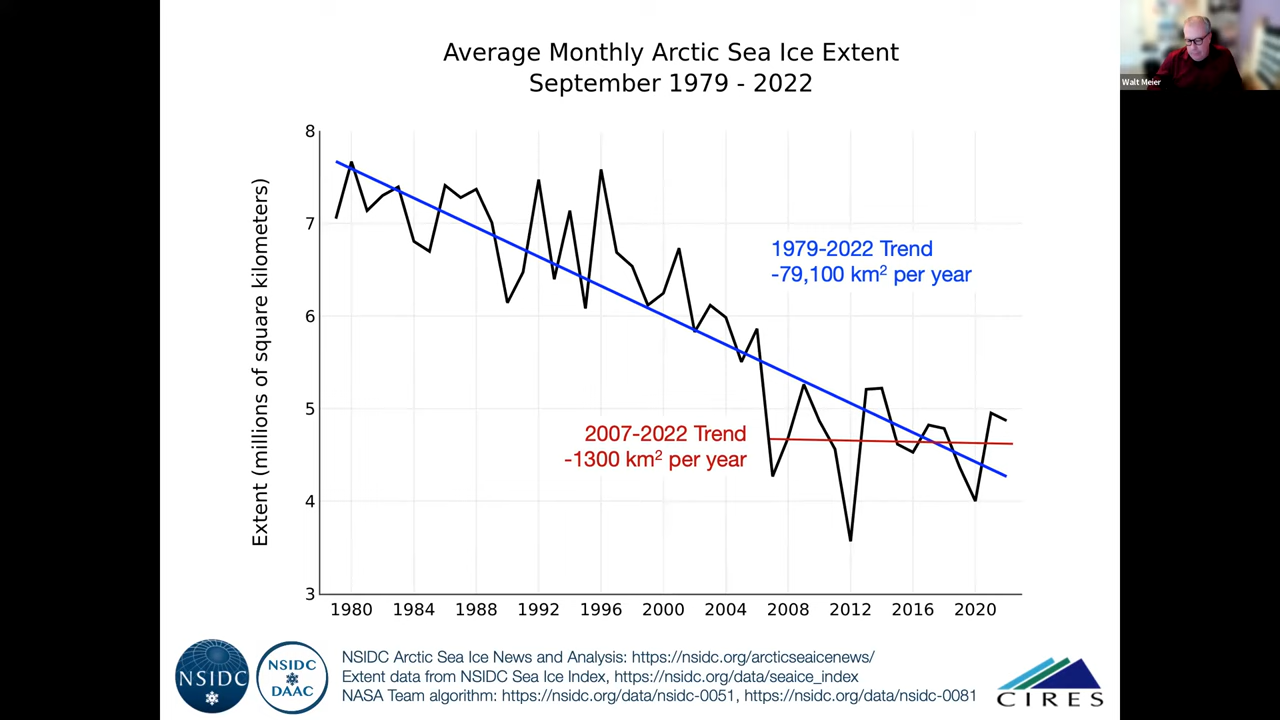 Average Monthly Arctic Sea Ice Extent
September 1979 - 2022
Walt Meier
Extent (millions of square kilometers)
8
7
6
5
4
3
1979-2022 Trend
-79,100 km² per year
2007-2022 Trend
-1300 km² per year
1980 1984 1988 1992 1996 2000 2004 2008 2012 2016 2020
NSIDC
NSIDC
DAAC
NSIDC Arctic Sea Ice News and Analysis: https://nsidc.org/arcticseaicenews/
Extent data from NSIDC Sea Ice Index, https://nsidc.org/data/seaice_index
NASA Team algorithm: https://nsidc.org/data/nsidc-0051, https://nsidc.org/data/nsidc-0081
CIRES